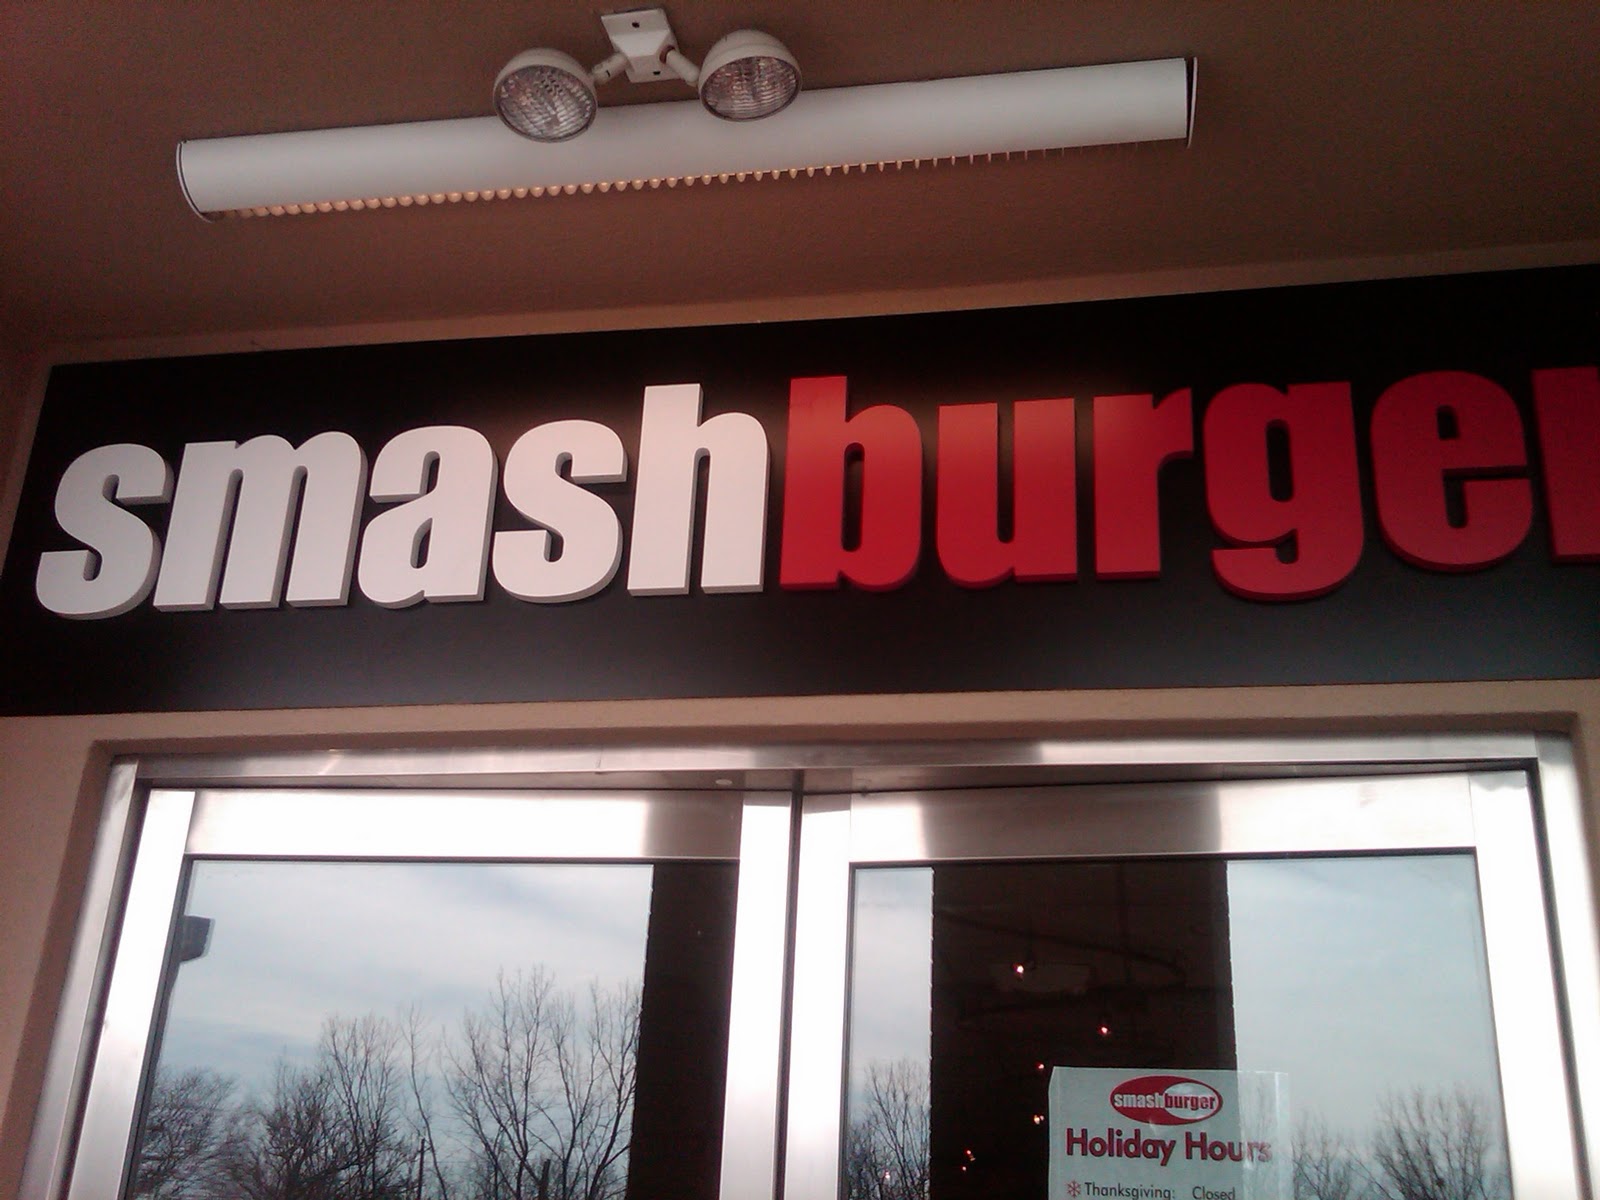 smashburger
smashburger
Holiday Hours
Thanksgiving: Closed